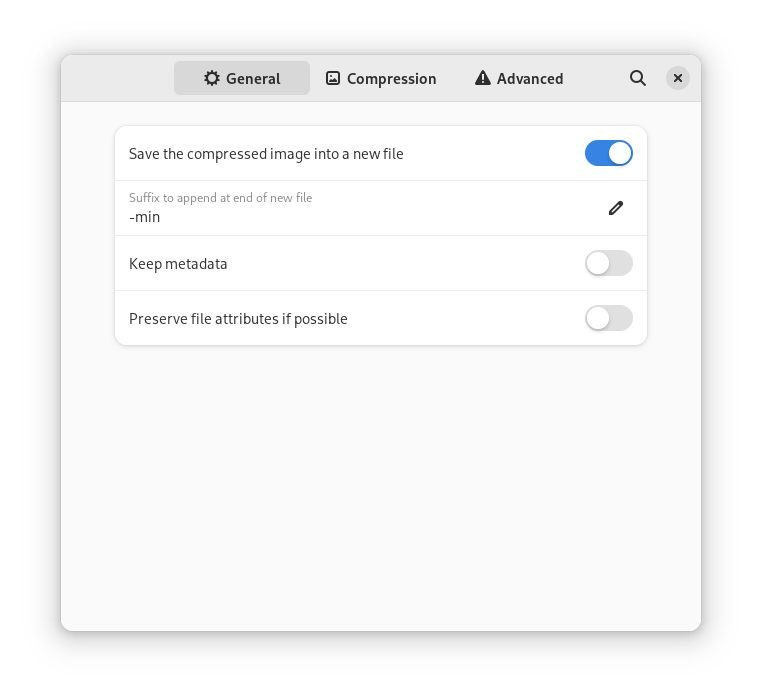 General
Compression
Advanced
Save the compressed image into a new file
Suffix to append at end of new file
-min
Keep metadata
Preserve file attributes if possible